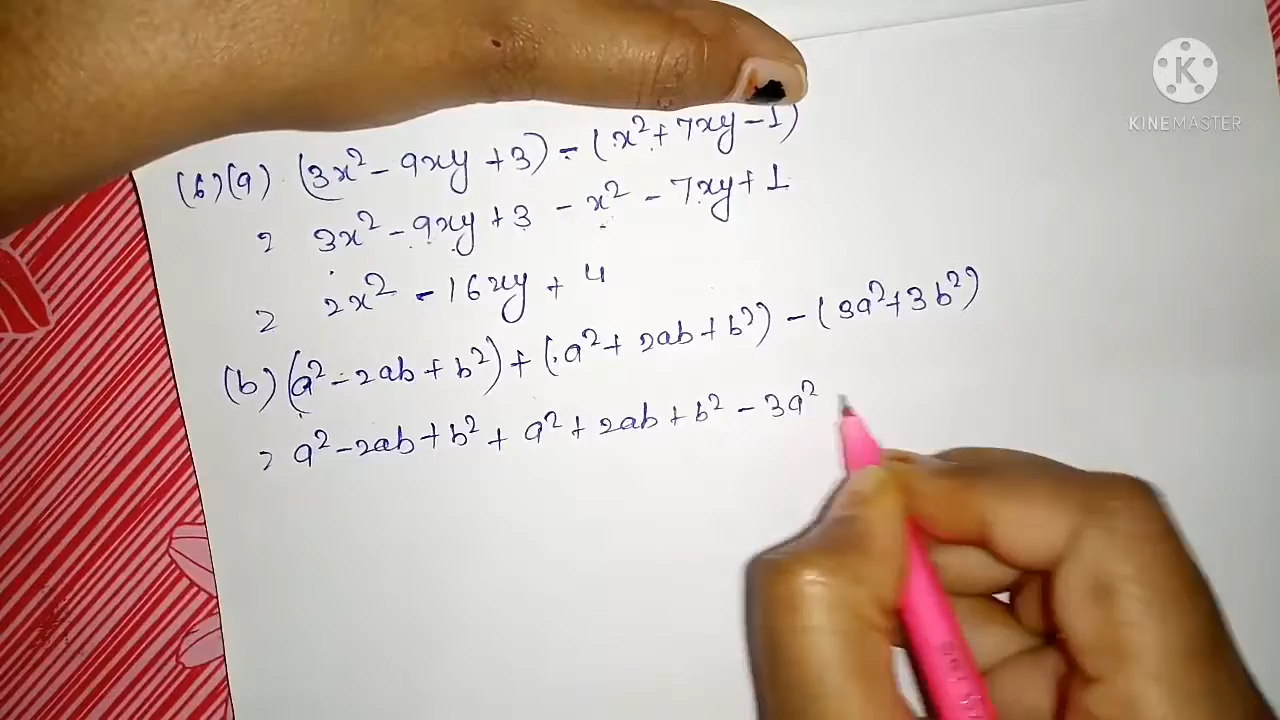 (6)(a) (3x² - 9xy + 3) - (x² + 7xy - 1)
= 3x² - 9xy + 3 - x² - 7xy + 1
= 2x² - 16xy + 4
(b) (a² - 2ab + b²) + (a² + 2ab + b²) - (3a² + 3b²)
= a² - 2ab + b² + a² + 2ab + b² - 3a²
K
KINEMASTER